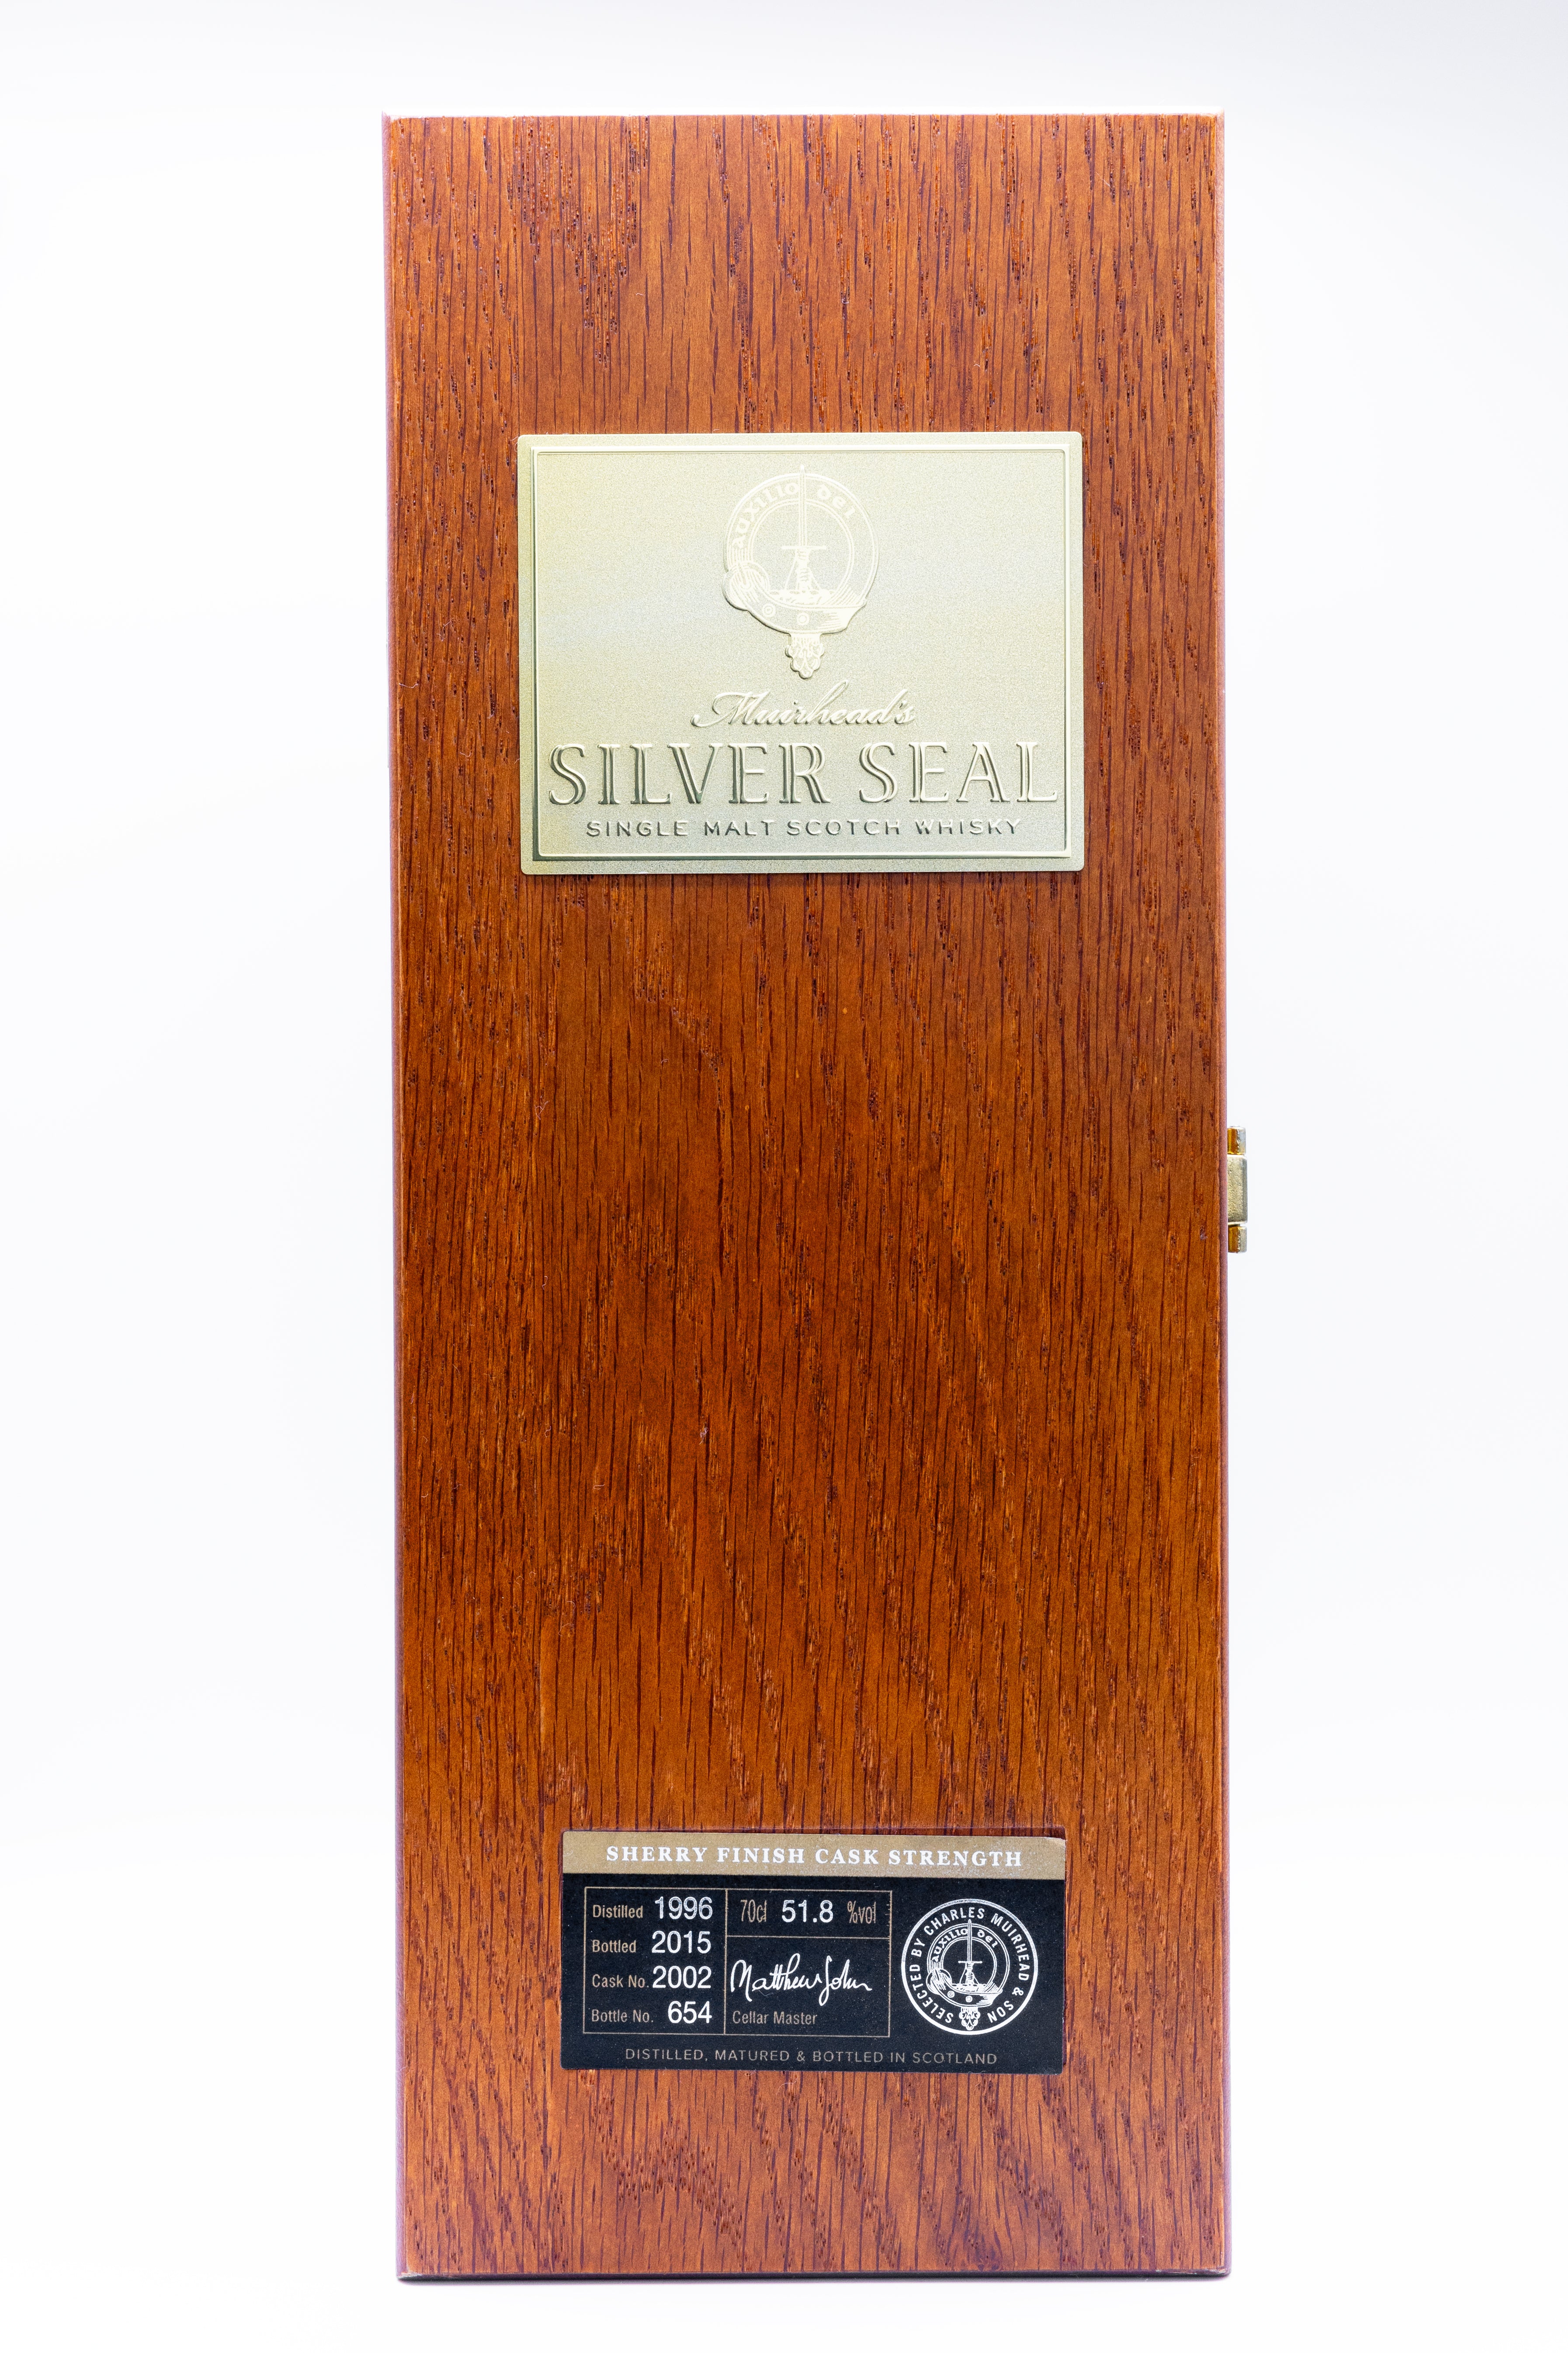 AUXILIO DEI
Muirhead's
SILVER SEAL
SINGLE MALT SCOTCH WHISKY
SHERRY FINISH CASK STRENGTH
Distilled 1996
Bottled 2015
Cask No. 2002
Bottle No. 654
70cl 51.8 %vol
Matthew John
Cellar Master
SELECTED BY CHARLES MUIRHEAD & SON
AUXILIO DEI
DISTILLED, MATURED & BOTTLED IN SCOTLAND